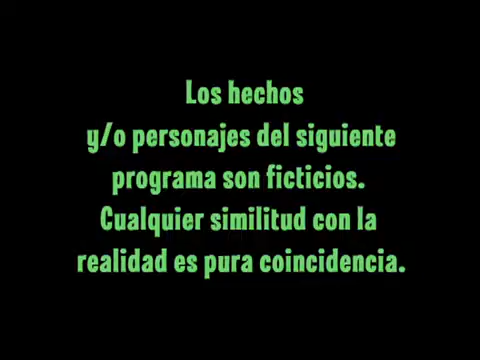 Los hechos
y/o personajes del siguiente
programa son ficticios.
Cualquier similitud con la
realidad es pura coincidencia.